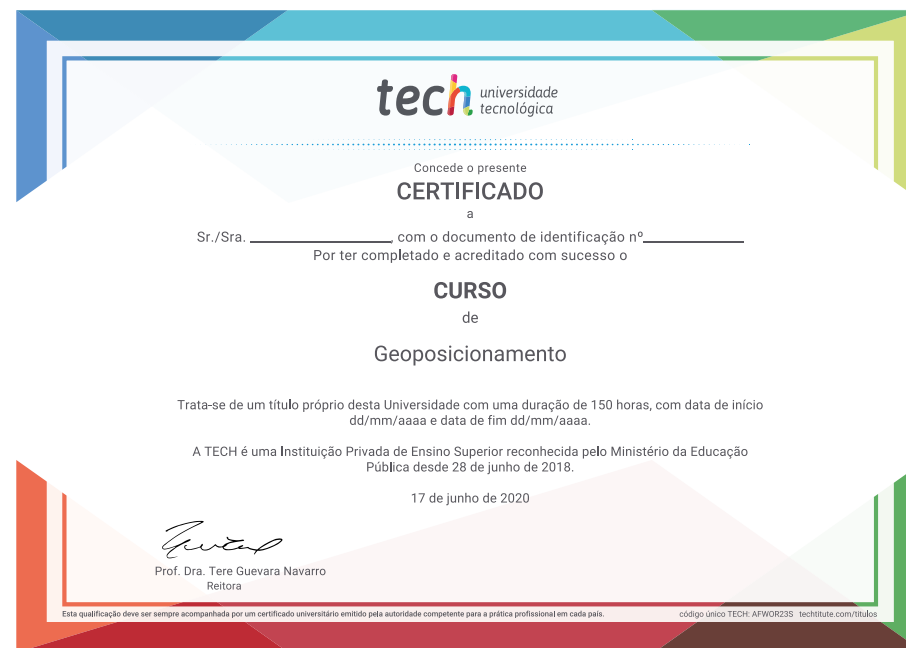 tech universidade
tecnológica
Concede o presente
CERTIFICADO
a
Sr./Sra. ____________________, com o documento de identificação nº______________
Por ter completado e acreditado com sucesso o
CURSO
de
Geoposicionamento
Trata-se de um título próprio desta Universidade com uma duração de 150 horas, com data de início
dd/mm/aaaa e data de fim dd/mm/aaaa.
A TECH é uma Instituição Privada de Ensino Superior reconhecida pelo Ministério da Educação
Pública desde 28 de junho de 2018.
17 de junho de 2020
Prof. Dra. Tere Guevara Navarro
Reitora
Esta qualificação deve ser sempre acompanhada por um certificado universitário emitido pela autoridade competente para a prática profissional em cada país.
código único TECH: AFWOR23S techtitute.com/titulos